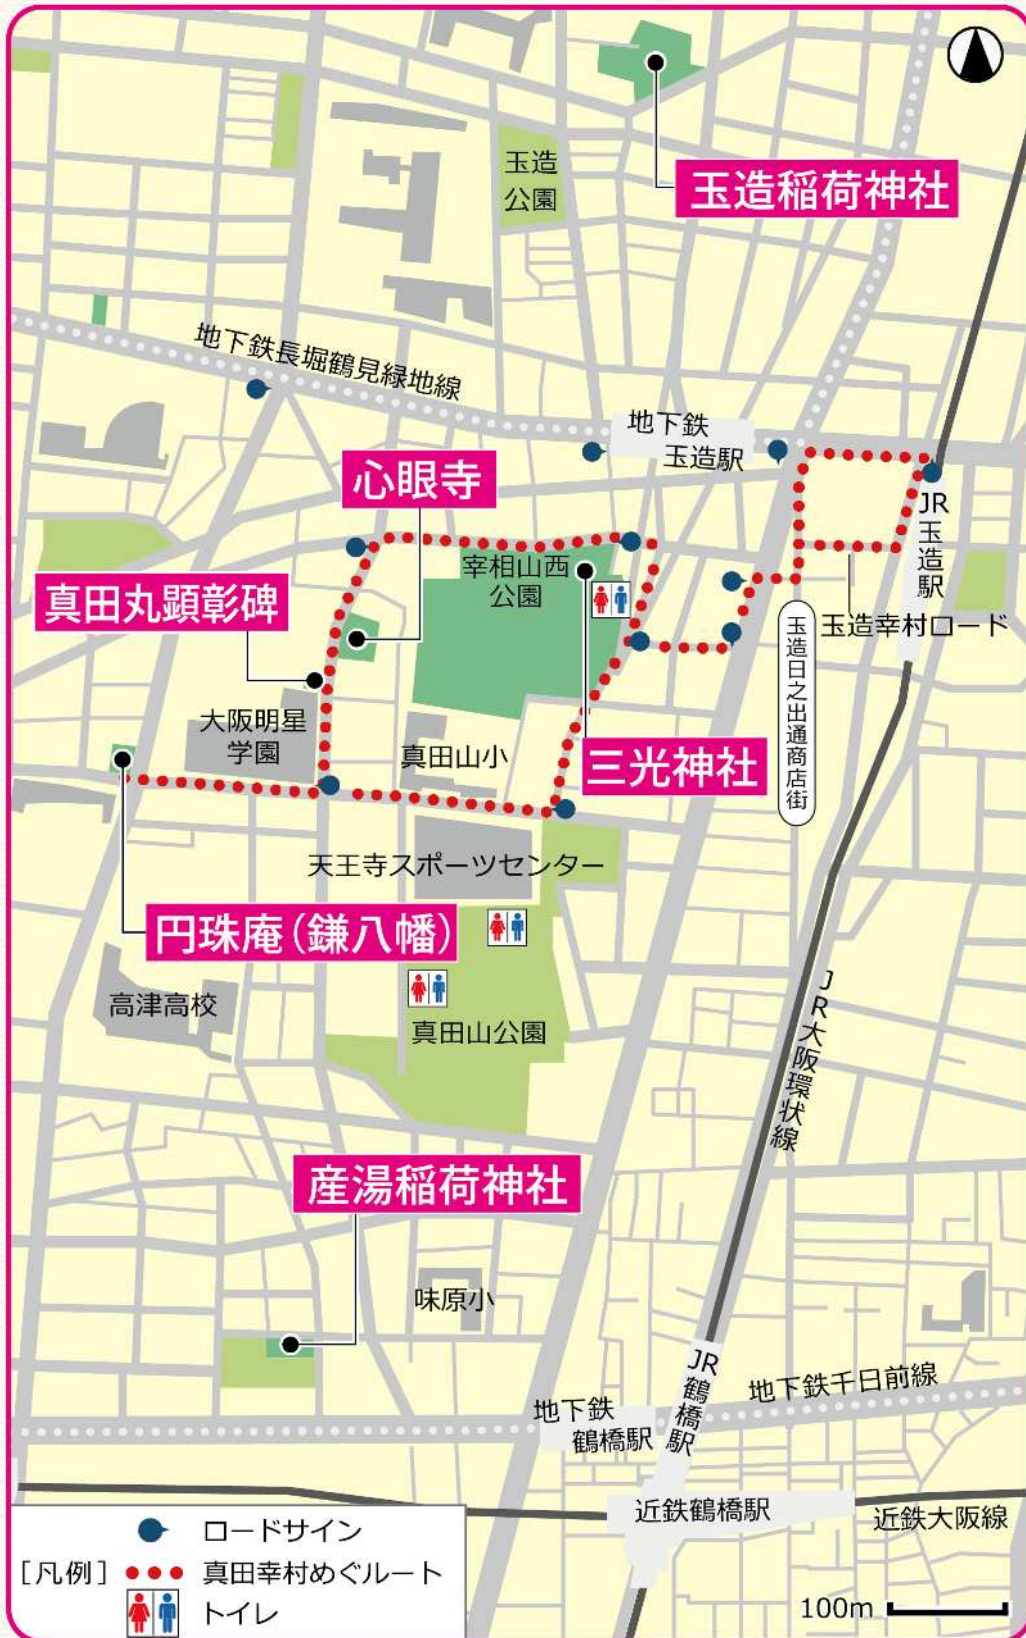 玉造
公園
玉造稲荷神社
地下鉄長堀鶴見緑地線
地下鉄
玉造駅
心眼寺
JR玉造駅
宰相山西
公園
真田丸顕彰碑
玉造幸村ロード
玉造日之出通商店街
大阪明星
学園
真田山小
三光神社
天王寺スポーツセンター
円珠庵(鎌八幡)
高津高校
真田山公園
JR大阪環状線
産湯稲荷神社
味原小
JR鶴橋駅
地下鉄千日前線
地下鉄
鶴橋駅
近鉄鶴橋駅
近鉄大阪線
[凡例]
ロードサイン
真田幸村めぐルート
トイレ
100m